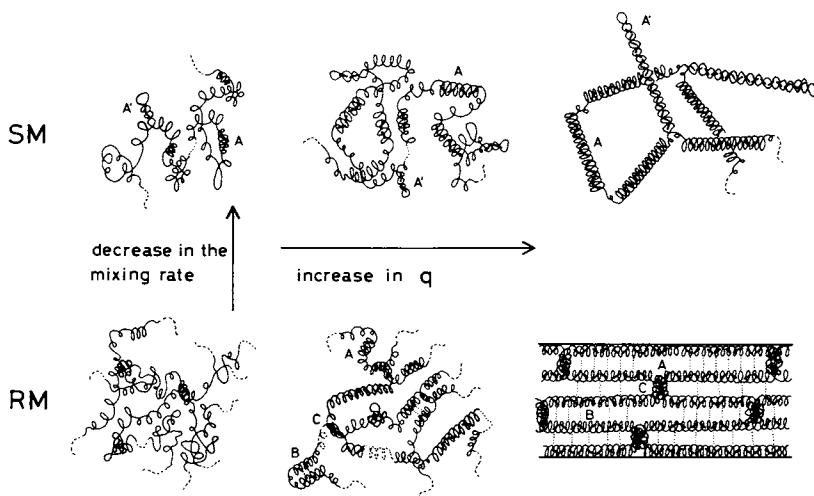 SM
A'
A
A
A'
A'
A
decrease in the
mixing rate
increase in q
RM
A
C
B
A
C
B